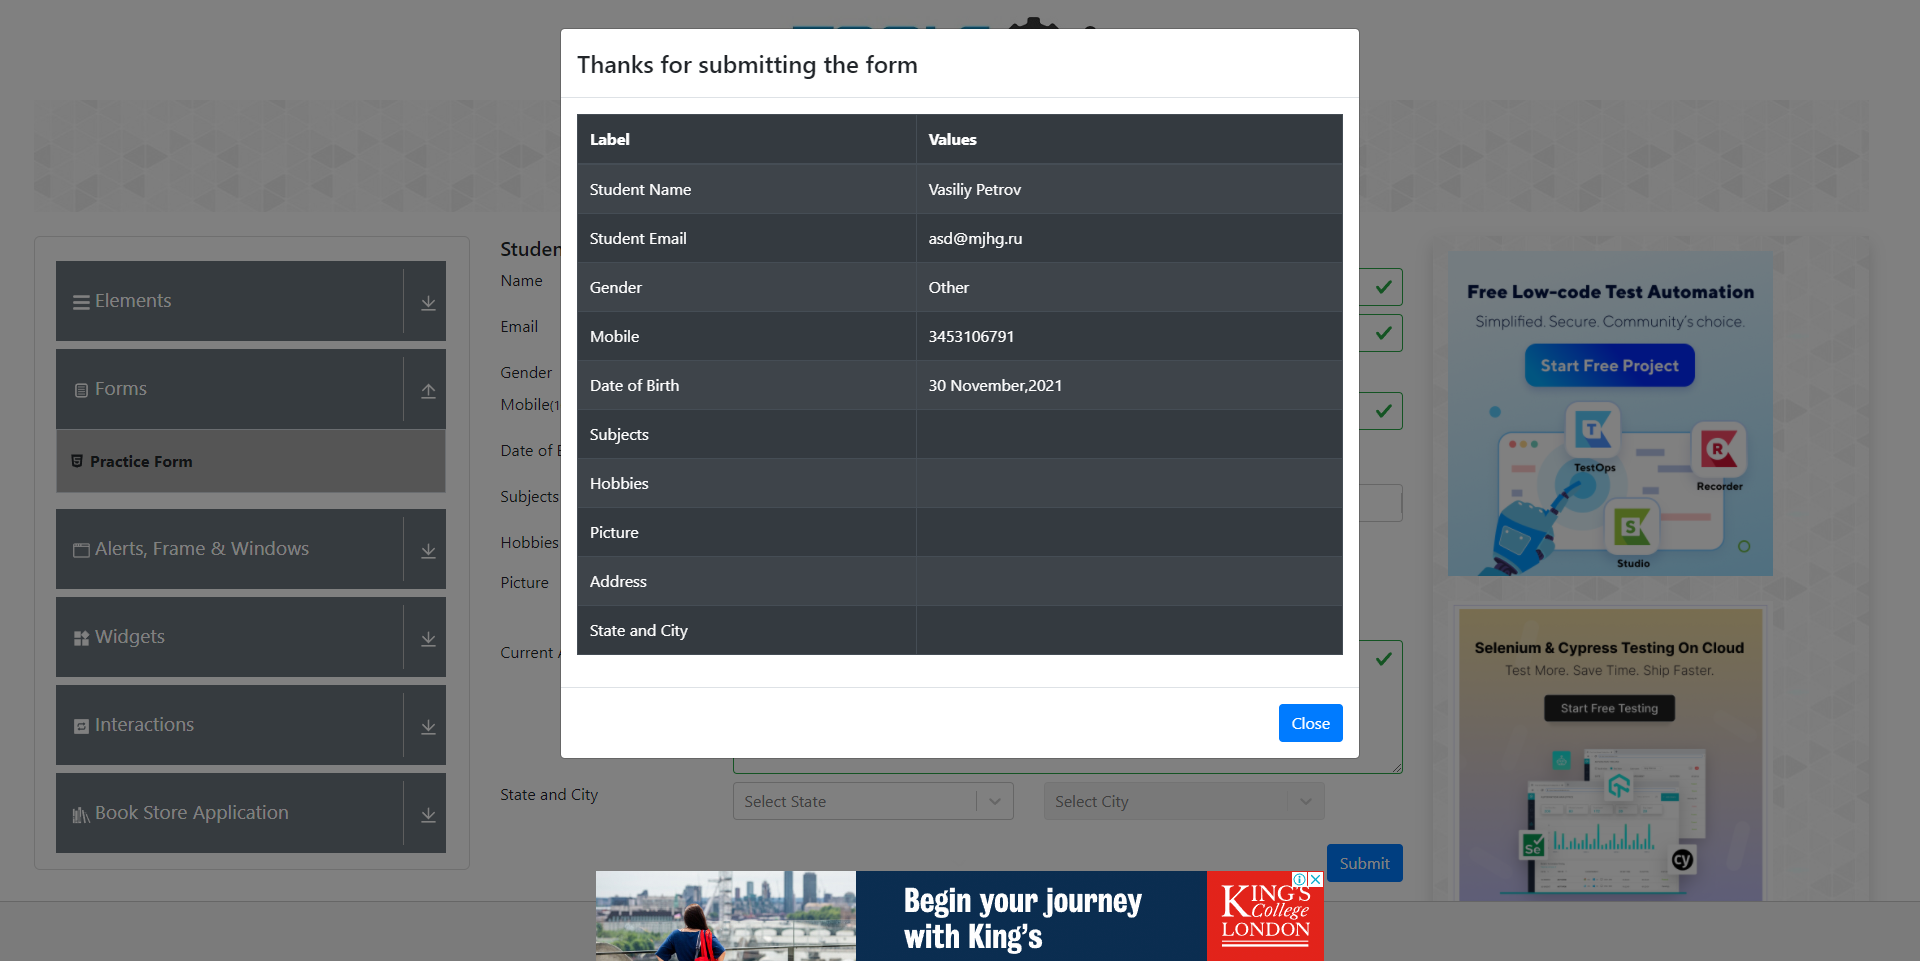 Thanks for submitting the form
Label Values
Student Name Vasiliy Petrov
Student Email asd@mjhg.ru
Gender Other
Mobile 3453106791
Date of Birth 30 November,2021
Subjects
Hobbies
Picture
Address
State and City
Close
Elements
Forms
Practice Form
Alerts, Frame & Windows
Widgets
Interactions
Book Store Application
Studen
Name
Email
Gender
Mobile(1
Date of B
Subjects
Hobbies
Picture
Current A
State and City
Select State
Select City
Submit
Free Low-code Test Automation
Simplified. Secure. Community's choice.
Start Free Project
T
TestOps
R
Recorder
S
Studio
Selenium & Cypress Testing On Cloud
Test More. Save Time. Ship Faster.
Start Free Testing
Se
cy
Begin your journey
with King's
KING'S
College
LONDON